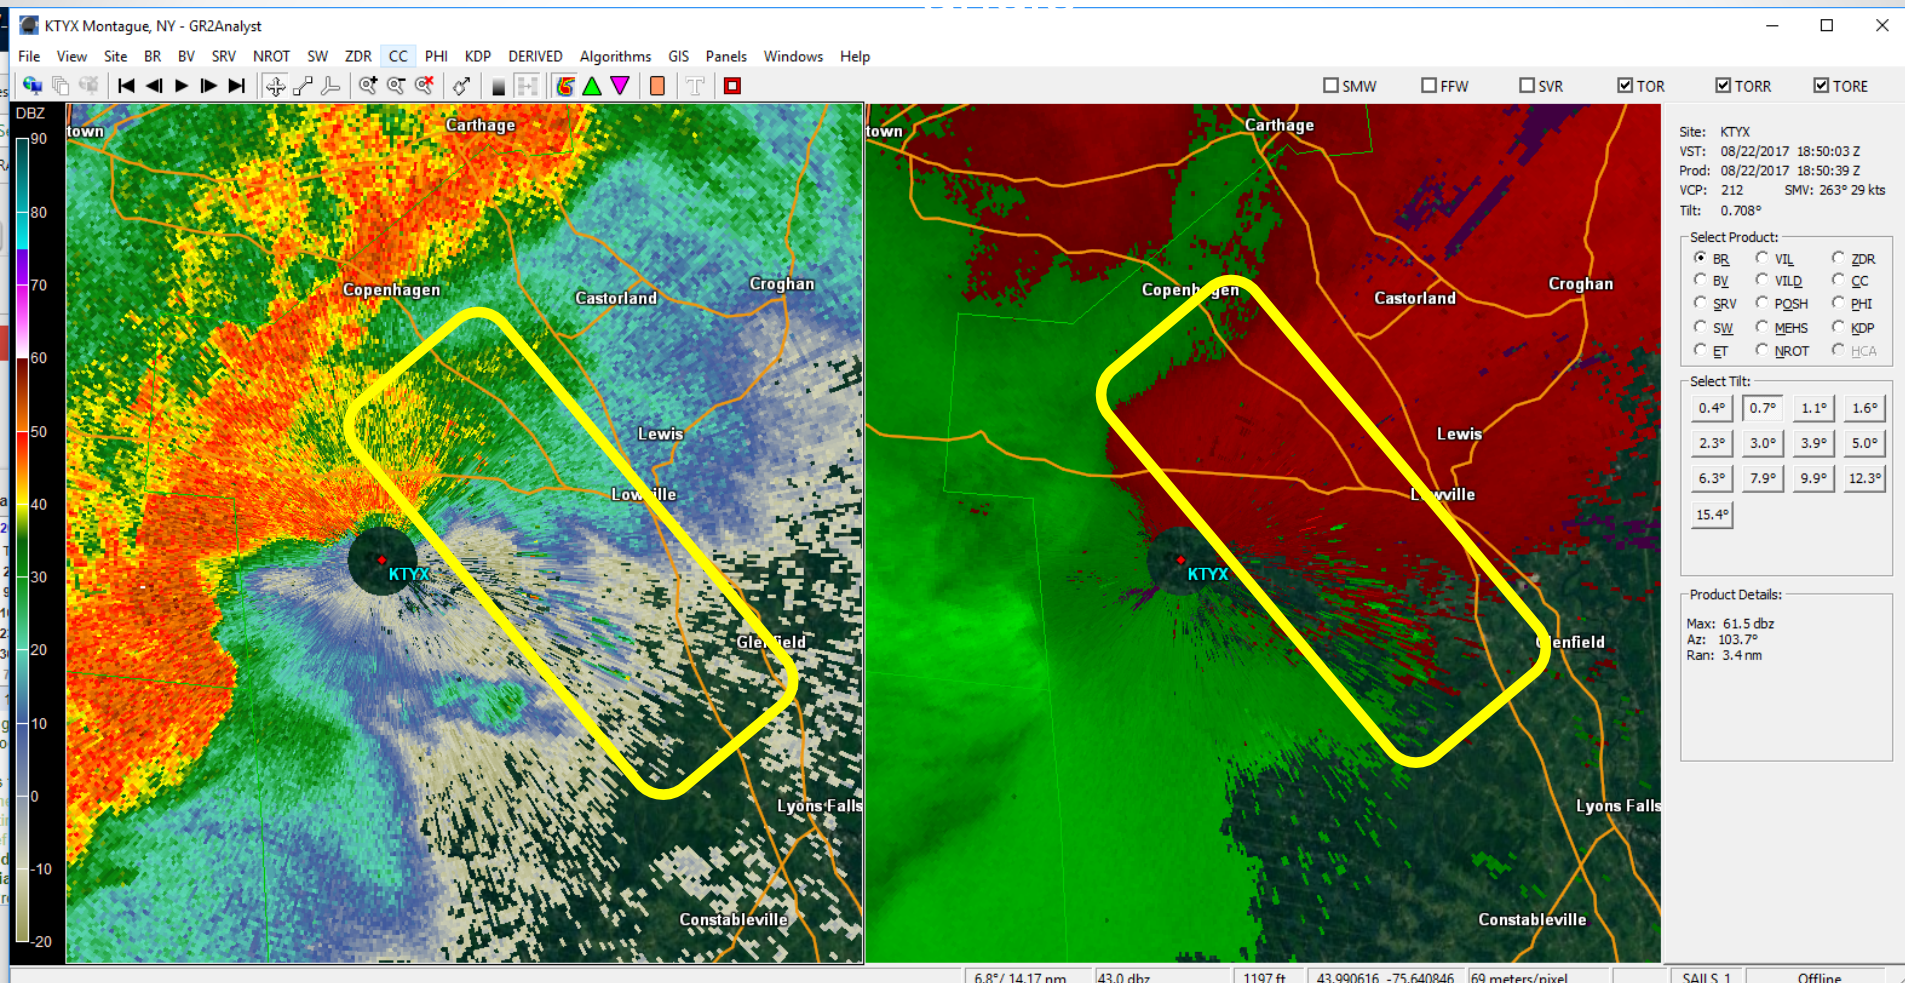 KTYX Montague, NY - GR2Analyst
File View Site BR BV SRV NROT SW ZDR CC PHI KDP DERIVED Algorithms GIS Panels Windows Help
SMW FFW SVR TOR TORR TORE
DBZ
90
80
70
60
50
40
30
20
10
0
-10
-20
town
Carthage
Copenhagen
Castorland
Croghan
Lewis
Lowville
KTYX
Glenfield
Lyons Falls
Constableville
town
Carthage
Copenhagen
Castorland
Croghan
Lewis
Lowville
KTYX
Glenfield
Lyons Falls
Constableville
Site: KTYX
VST: 08/22/2017 18:50:03 Z
Prod: 08/22/2017 18:50:39 Z
VCP: 212 SMV: 263° 29 kts
Tilt: 0.708°
Select Product:
BR VIL ZDR
BV VILD CC
SRV POSH PHI
SW MEHS KDP
ET NROT HCA
Select Tilt:
0.4° 0.7° 1.1° 1.6°
2.3° 3.0° 3.9° 5.0°
6.3° 7.9° 9.9° 12.3°
15.4°
Product Details:
Max: 61.5 dbz
Az: 103.7°
Ran: 3.4 nm
6.8°/ 14.17 nm 43.0 dbz 1197 ft 43.990616 -75.640846 69 meters/pixel SAILS 1 Offline